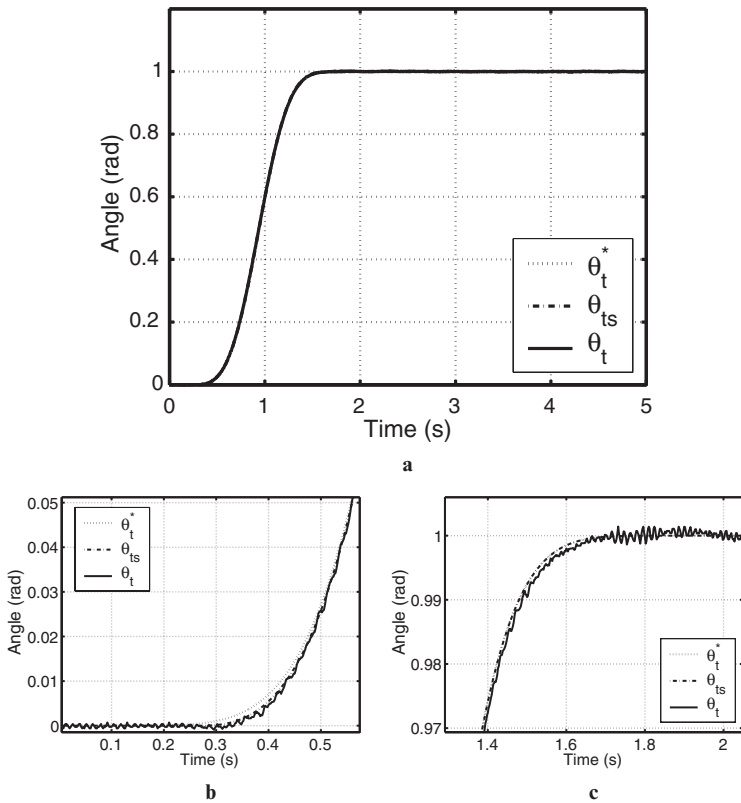 1
0.8
0.6
0.4
0.2
0
Angle (rad)
0 1 2 3 4 5
Time (s)
θt*
θts
θt
a
0.05
0.04
0.03
0.02
0.01
0
Angle (rad)
0.1 0.2 0.3 0.4 0.5
Time (s)
θt*
θts
θt
b
1
0.99
0.98
0.97
Angle (rad)
1.4 1.6 1.8 2
Time (s)
θt*
θts
θt
c